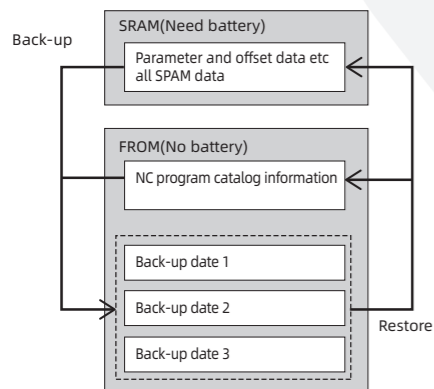 SRAM(Need battery)
Back-up
Parameter and offset data etc
all SPAM data
FROM(No battery)
NC program catalog information
Back-up date 1
Back-up date 2
Restore
Back-up date 3